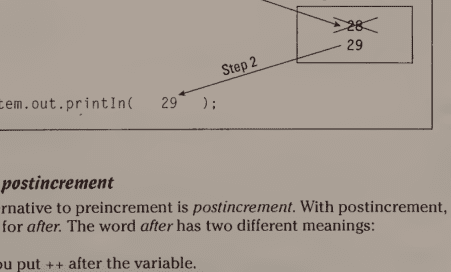 28
29
Step 2
tem.out.println( 29 );
postincrement
rnative to preincrement is postincrement. With postincrement,
for after. The word after has two different meanings:
ou put ++ after the variable.